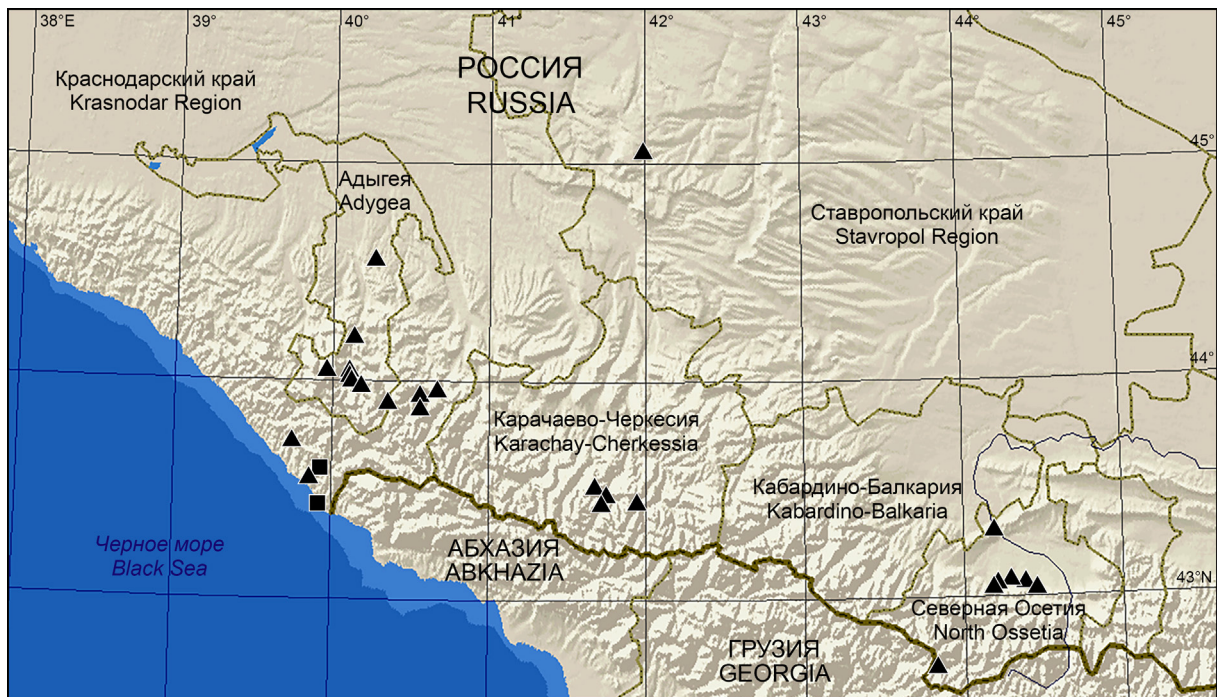 38°E 39° 40° 41° 42° 43° 44° 45°
РОССИЯ
RUSSIA
Краснодарский край
Krasnodar Region
45°
Адыгея
Adygea
Ставропольский край
Stavropol Region
44°
Карачаево-Черкесия
Karachay-Cherkessia
Кабардино-Балкария
Kabardino-Balkaria
Черное море
Black Sea
АБХАЗИЯ
ABKHAZIA
43°N
Северная Осетия
North Ossetia
ГРУЗИЯ
GEORGIA